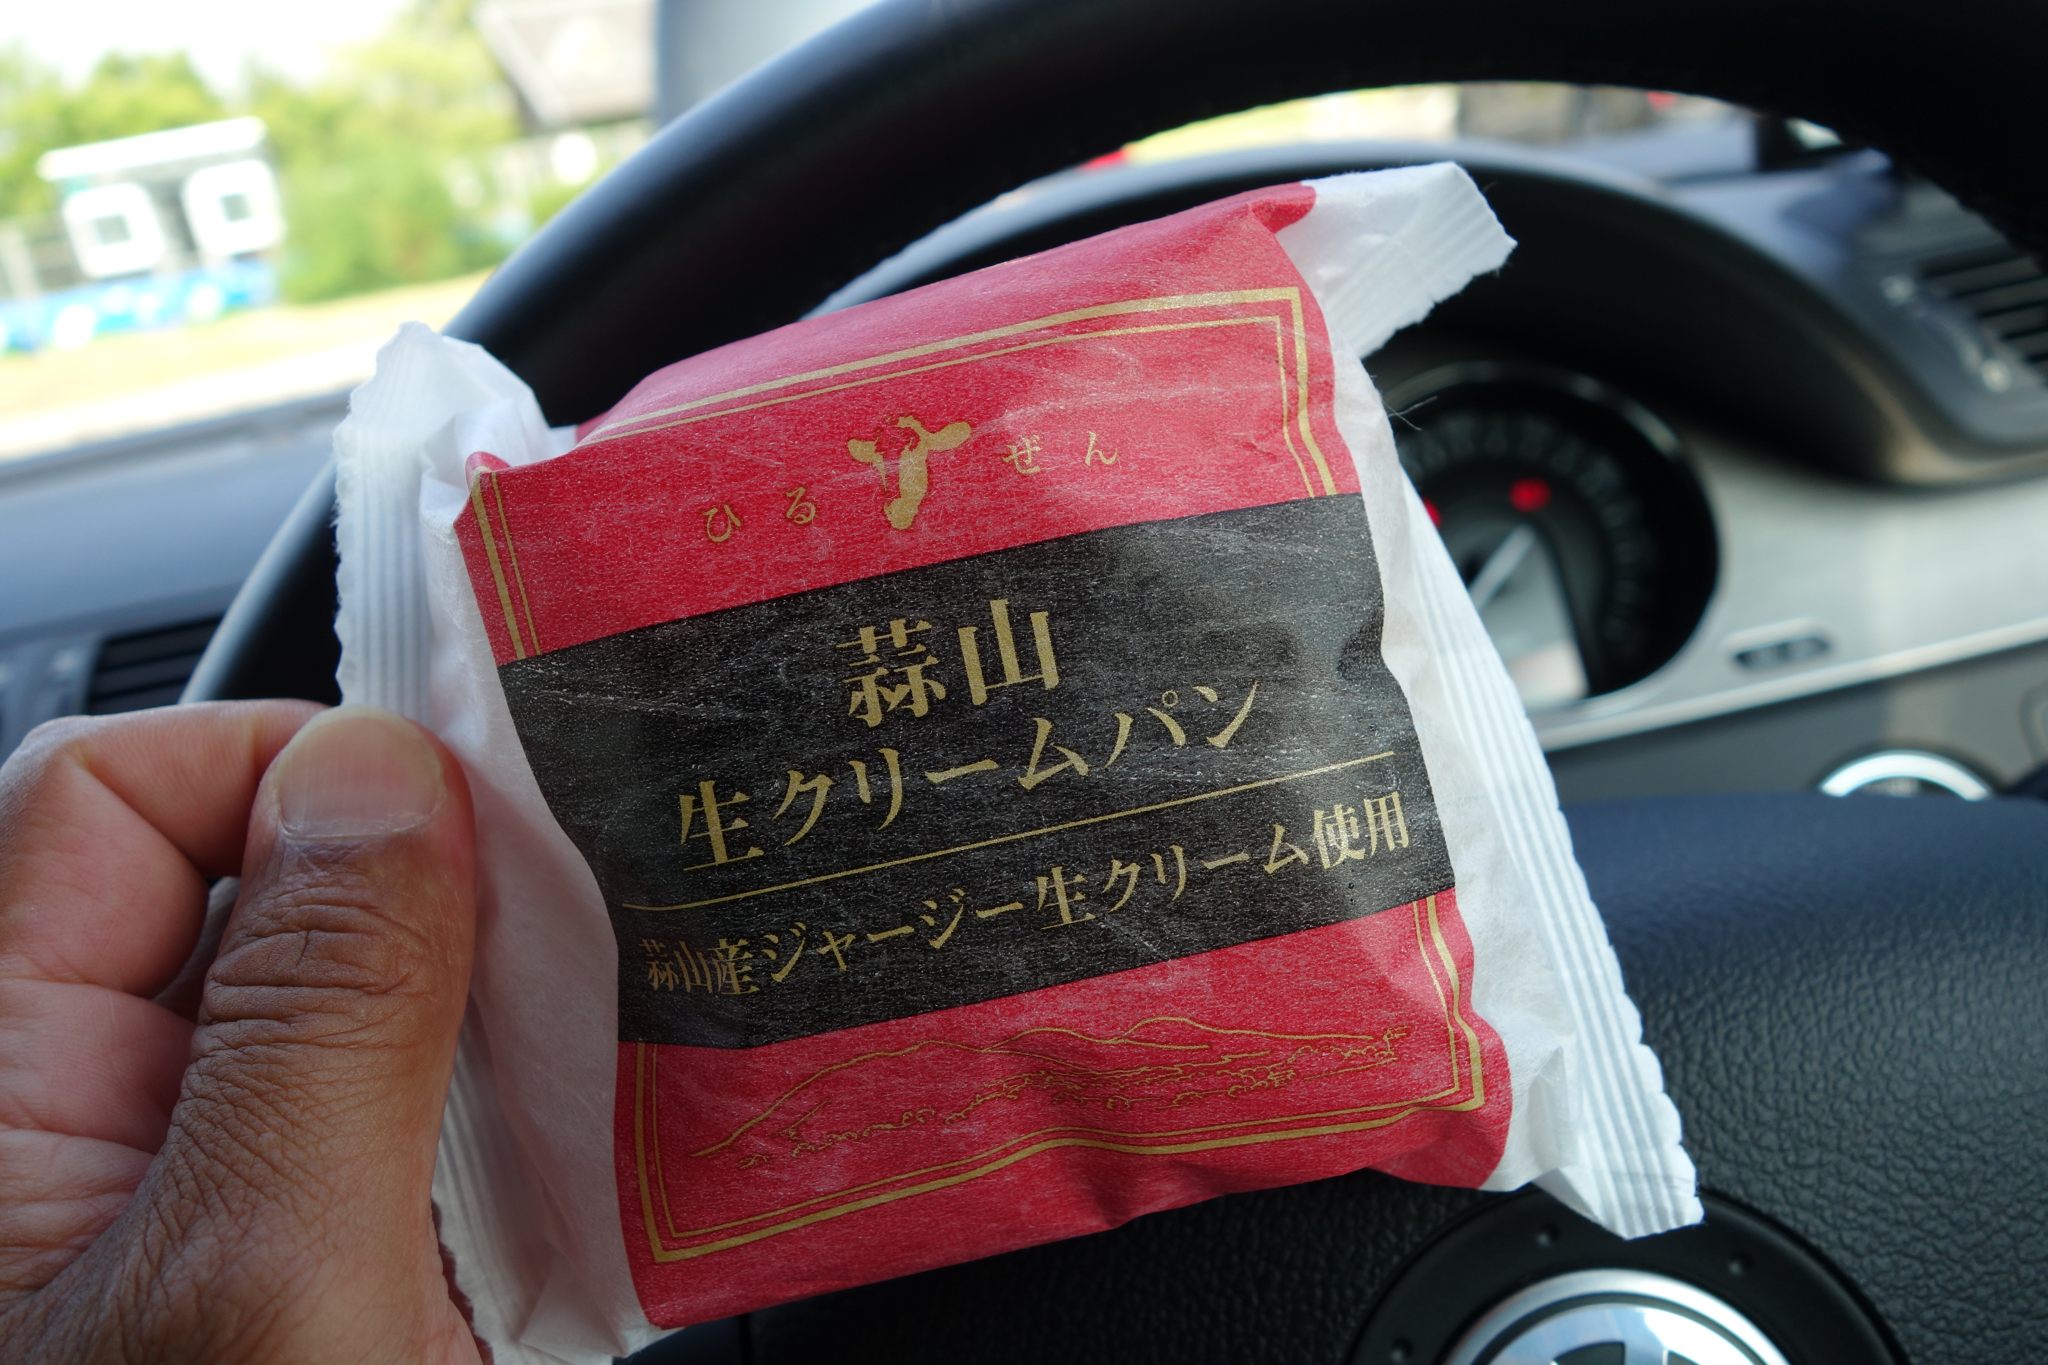 ひるぜん
蒜山
生クリームパン
蒜山産ジャージー生クリーム使用